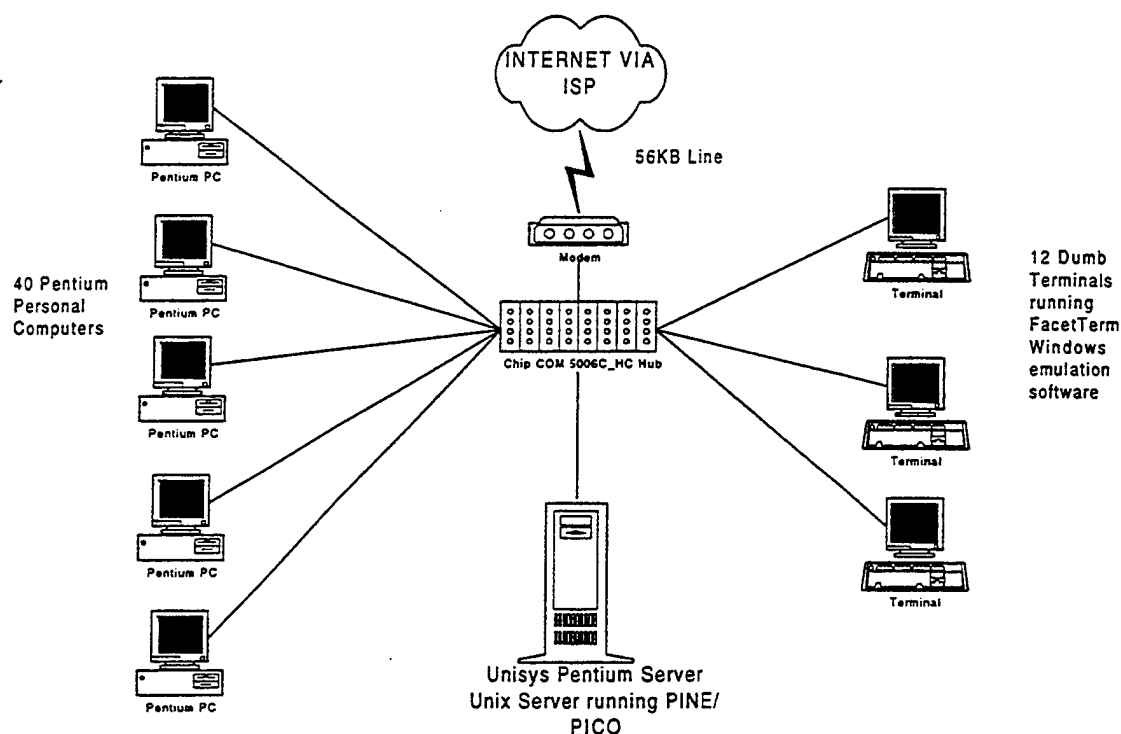 INTERNET VIA
ISP
56KB Line
Modem
Chip COM 5006C_HC Hub
40 Pentium
Personal
Computers
Pentium PC
Pentium PC
Pentium PC
Pentium PC
Pentium PC
Terminal
Terminal
Terminal
12 Dumb
Terminals
running
FacetTerm
Windows
emulation
software
Unisys Pentium Server
Unix Server running PINE/
PICO